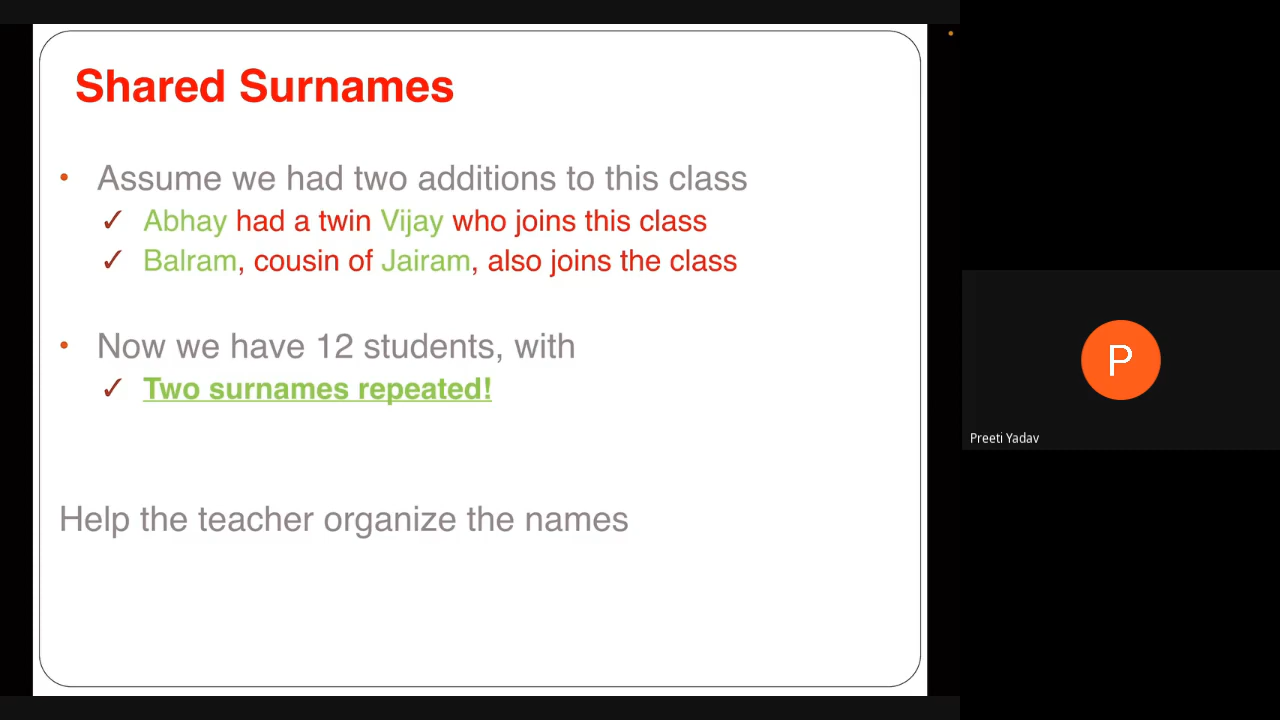 Shared Surnames
• Assume we had two additions to this class
✓ Abhay had a twin Vijay who joins this class
✓ Balram, cousin of Jairam, also joins the class
• Now we have 12 students, with
✓ Two surnames repeated!
Help the teacher organize the names
P
Preeti Yadav